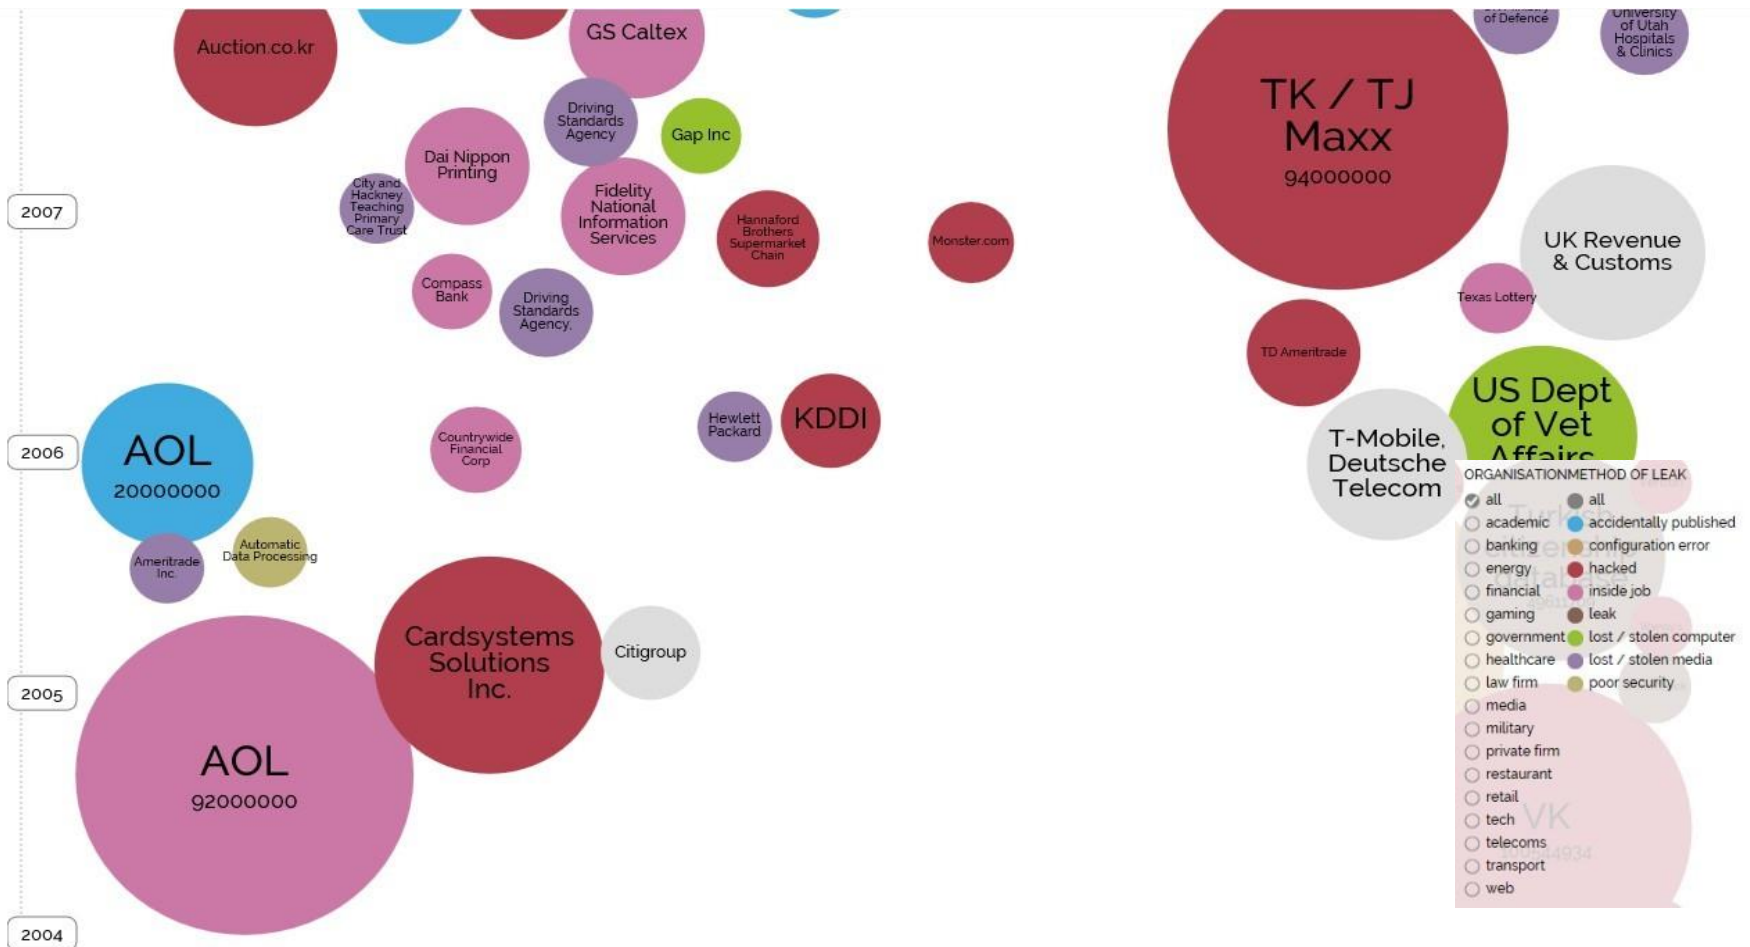 Auction.co.kr
GS Caltex
of Defence
University
of Utah
Hospitals
& Clinics
TK / TJ
Maxx
94000000
Driving
Standards
Agency
Gap Inc
Dai Nippon
Printing
City and
Hackney
Teaching
Primary
Care Trust
Fidelity
National
Information
Services
2007
Hannaford
Brothers
Supermarket
Chain
Monster.com
UK Revenue
& Customs
Compass
Bank
Driving
Standards
Agency,
Texas Lottery
TD Ameritrade
US Dept
of Vet
Affairs
AOL
20000000
Countrywide
Financial
Corp
Hewlett
Packard
KDDI
T-Mobile,
Deutsche
Telecom
2006
Ameritrade
Inc.
Automatic
Data Processing
Cardsystems
Solutions
Inc.
Citigroup
2005
AOL
92000000
2004
ORGANISATION
all
academic
banking
energy
financial
gaming
government
healthcare
law firm
media
military
private firm
restaurant
retail
tech
telecoms
transport
web
METHOD OF LEAK
all
accidentally published
configuration error
hacked
inside job
leak
lost / stolen computer
lost / stolen media
poor security
Turkish
citizenship
database
VK
100544934